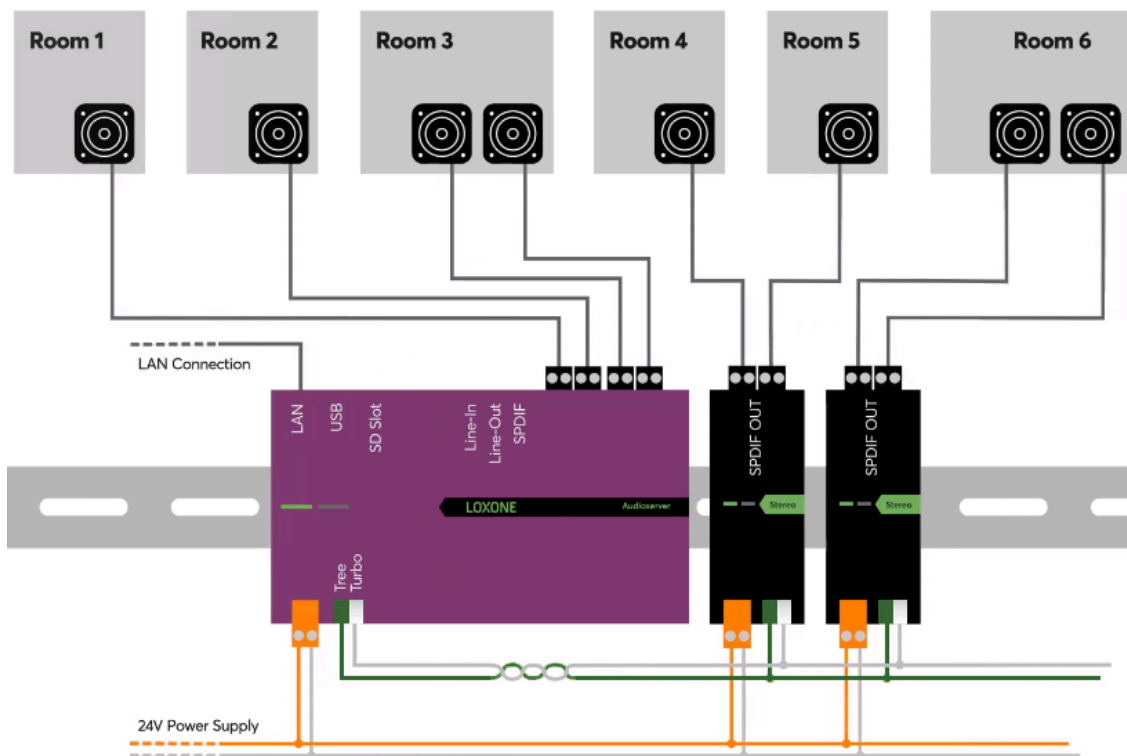 Room 1
Room 2
Room 3
Room 4
Room 5
Room 6
LAN Connection
LAN
USB
SD Slot
Line-In
Line-Out
SPDIF
SPDIF OUT
SPDIF OUT
LOXONE
Audioserver
Stereo
Stereo
Tree
Turbo
24V Power Supply